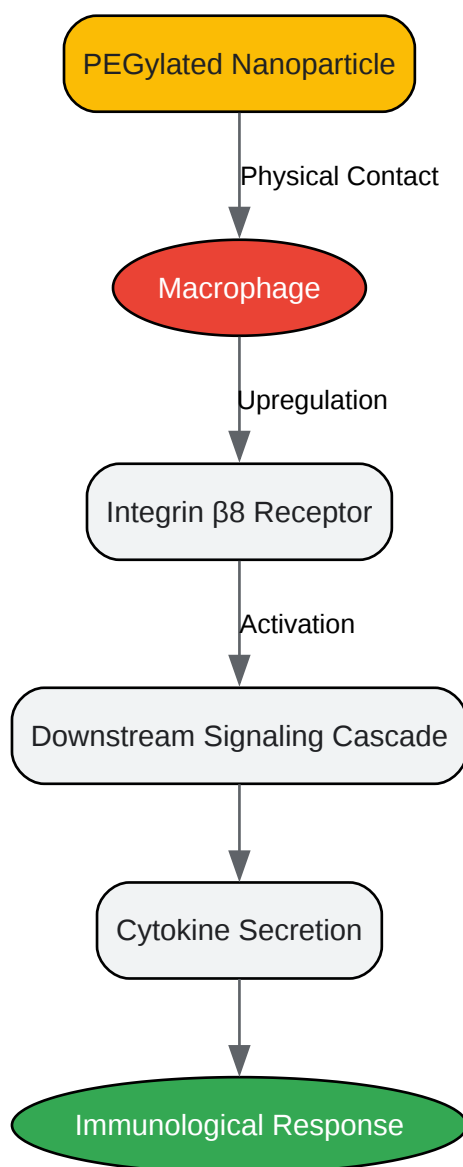 PEGylated Nanoparticle
Physical Contact
Macrophage
Upregulation
Integrin β8 Receptor
Activation
Downstream Signaling Cascade
Cytokine Secretion
Immunological Response